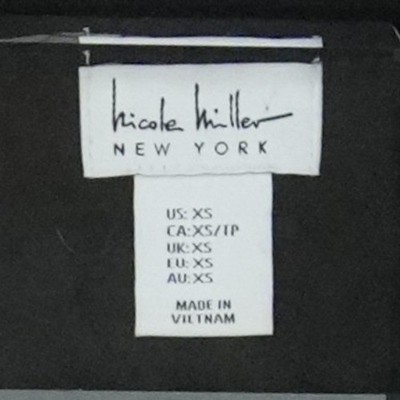 Nicole Miller
NEW YORK
US: XS
CA:XS/TP
UK:XS
EU: XS
AU:XS
MADE IN
VIETNAM